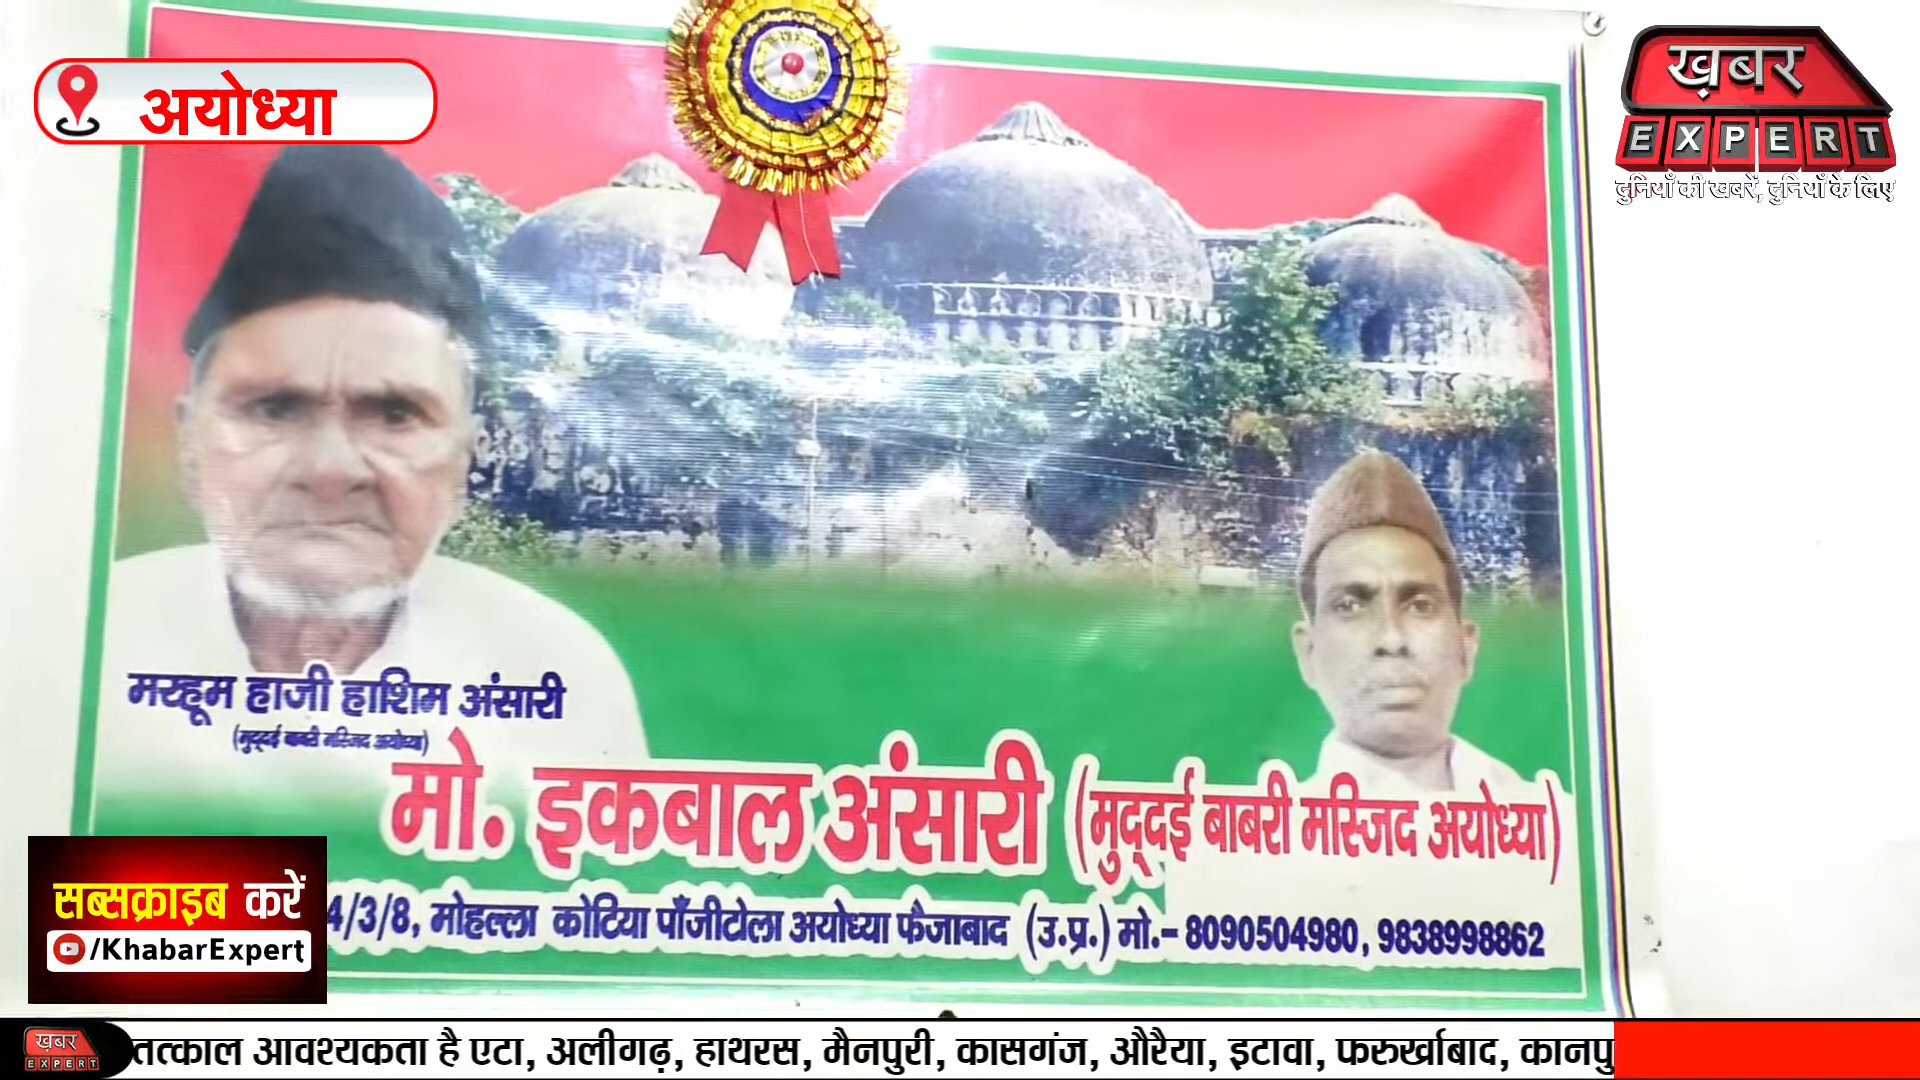 अयोध्या
ख़बर
EXPERT
दुनियाँ की खबरें, दुनियाँ के लिए
मरहूम हाजी हाशिम अंसारी
(मुद्दई बाबरी मस्जिद अयोध्या)
मो. इकबाल अंसारी (मुद्दई बाबरी मस्जिद अयोध्या)
4/3/8, मोहल्ला कोटिया पाँजीटोला अयोध्या फैजाबाद (उ.प्र.) मो.- 8090504980, 9838998862
सब्सक्राइब करें
/KhabarExpert
ख़बर
EXPERT
तत्काल आवश्यकता है एटा, अलीगढ़, हाथरस, मैनपुरी, कासगंज, औरैया, इटावा, फरुर्खाबाद, कानपु